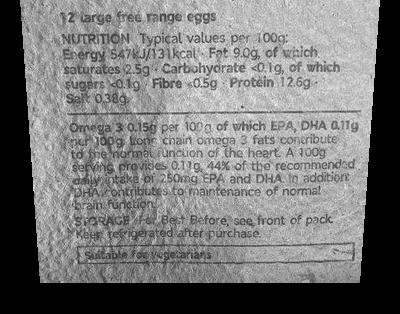 12 large free range eggs
NUTRITION Typical values per 100g:
Energy 547kJ/131kcal · Fat 9.0g, of which
saturates 2.5g · Carbohydrate <0.1g, of which
sugars <0.1g · Fibre <0.5g · Protein 12.6g ·
Salt 0.38g.
Omega 3 0.15g per 100g of which EPA, DHA 0.11g
per 100g. Long chain omega 3 fats contribute
to the normal function of the heart. A 100g
serving provides 0.11g, 44% of the recommended
daily intake of 250mg EPA and DHA. In addition
DHA contributes to maintenance of normal
brain function.
STORAGE For Best Before, see front of pack.
Keep refrigerated after purchase.
Suitable for vegetarians